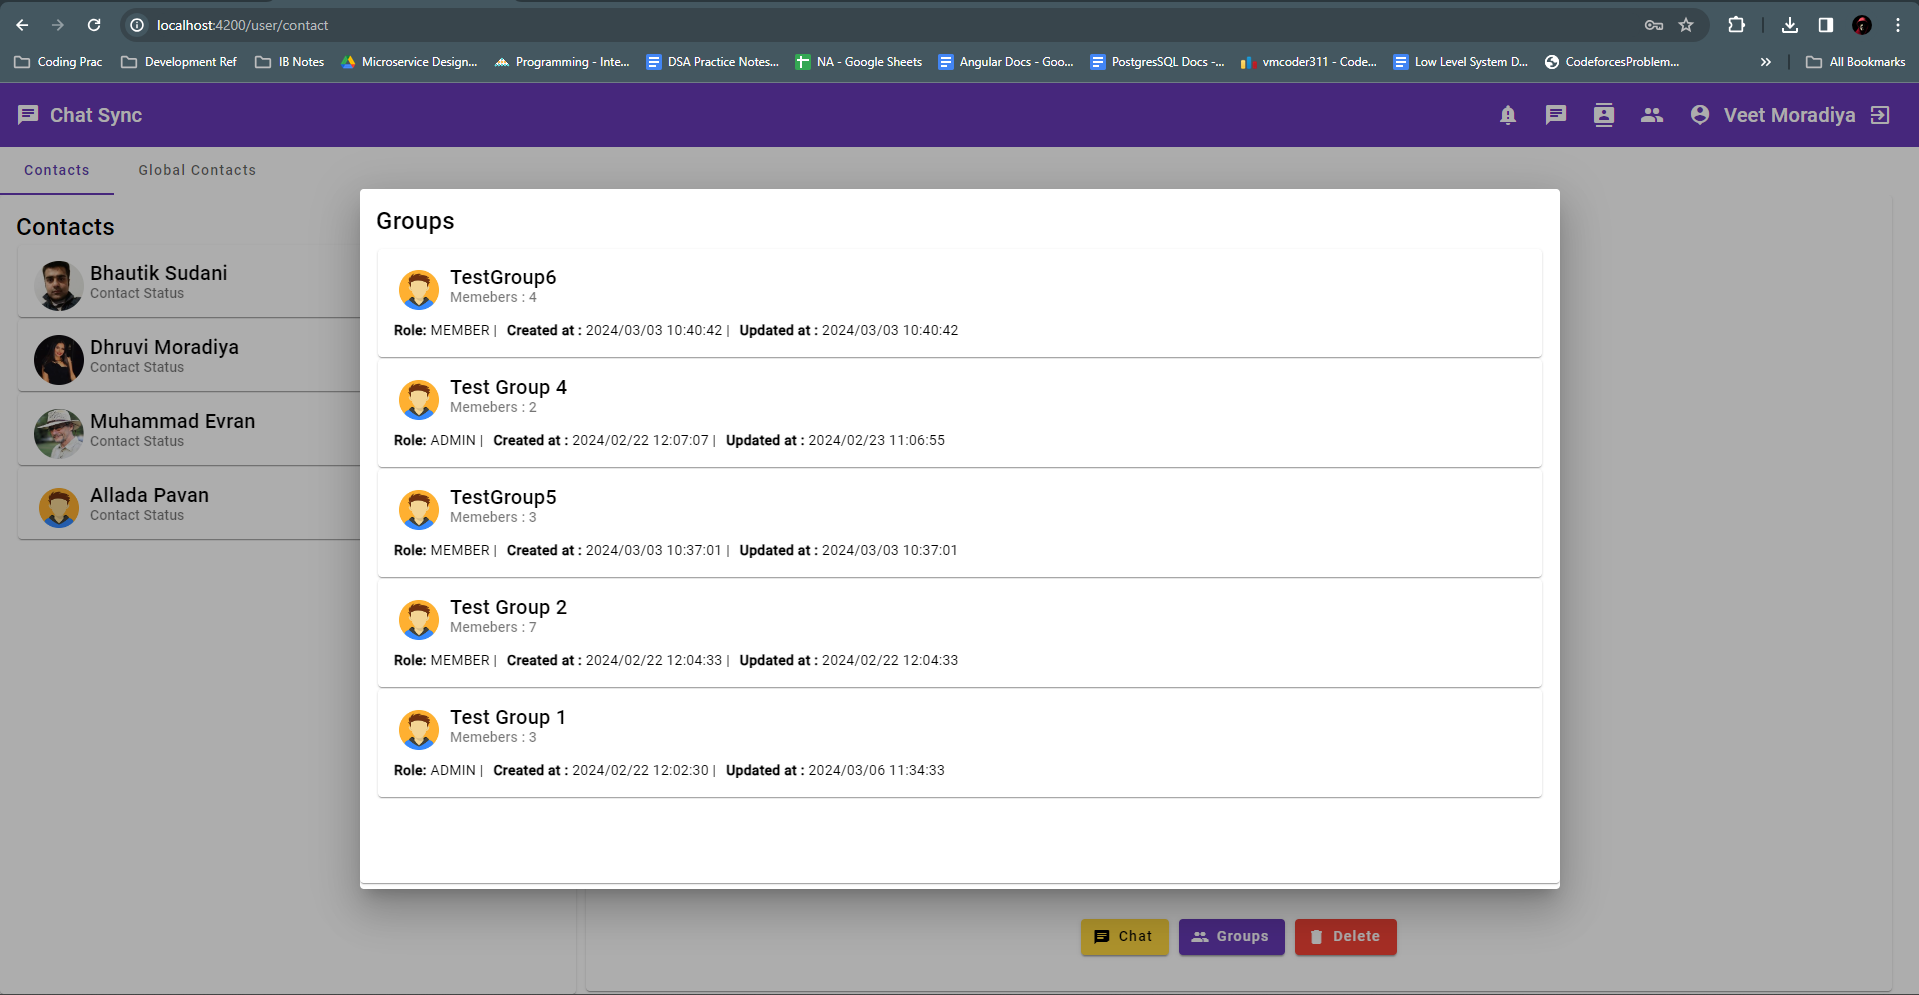 localhost:4200/user/contact
Coding Prac Development Ref IB Notes Microservice Design... Programming - Inte... DSA Practice Notes... NA - Google Sheets Angular Docs - Goo... PostgresSQL Docs -... vmcoder311 - Code... Low Level System D... CodeforcesProblem... » All Bookmarks
Chat Sync Veet Moradiya
Contacts Global Contacts
Contacts
Bhautik Sudani
Contact Status
Dhruvi Moradiya
Contact Status
Muhammad Evran
Contact Status
Allada Pavan
Contact Status
Groups
TestGroup6
Memebers : 4
Role: MEMBER | Created at : 2024/03/03 10:40:42 | Updated at : 2024/03/03 10:40:42
Test Group 4
Memebers : 2
Role: ADMIN | Created at : 2024/02/22 12:07:07 | Updated at : 2024/02/23 11:06:55
TestGroup5
Memebers : 3
Role: MEMBER | Created at : 2024/03/03 10:37:01 | Updated at : 2024/03/03 10:37:01
Test Group 2
Memebers : 7
Role: MEMBER | Created at : 2024/02/22 12:04:33 | Updated at : 2024/02/22 12:04:33
Test Group 1
Memebers : 3
Role: ADMIN | Created at : 2024/02/22 12:02:30 | Updated at : 2024/03/06 11:34:33
Chat Groups Delete